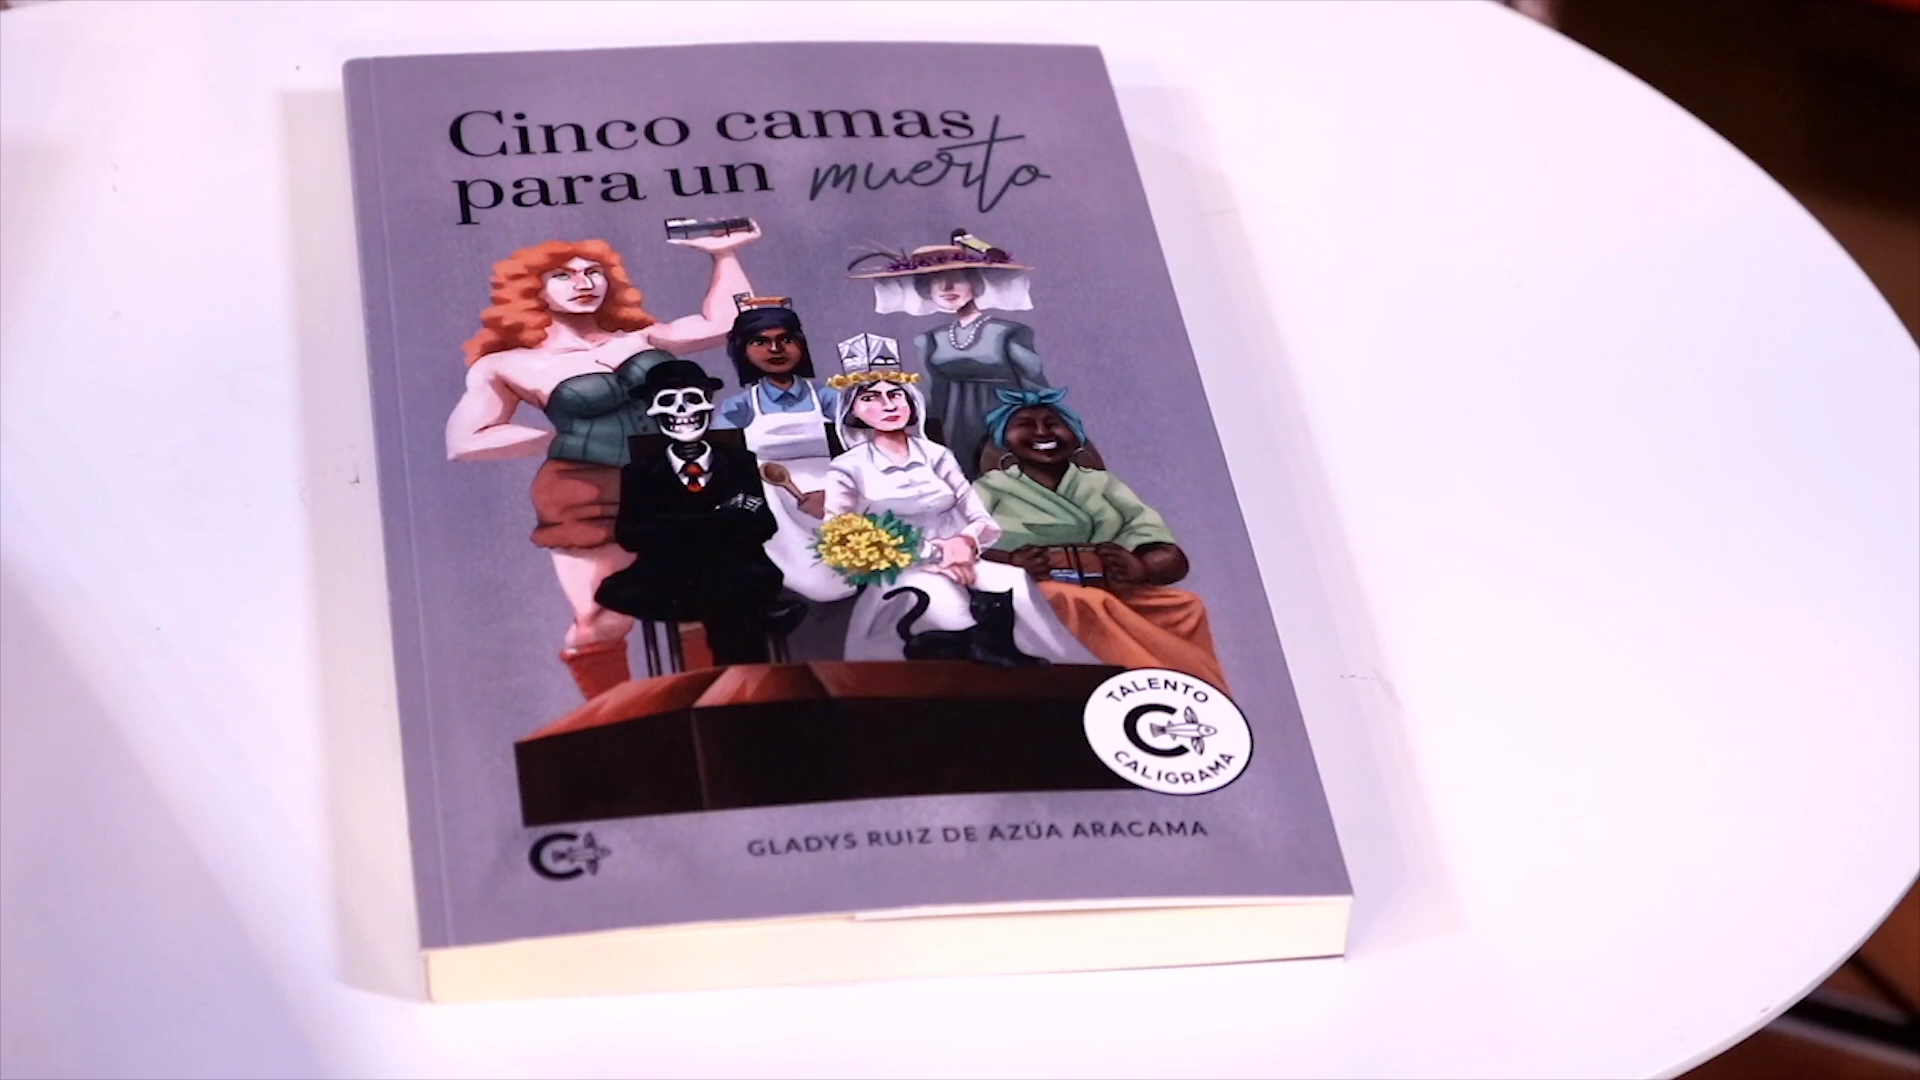 Cinco camas
para un muerto
TALENTO
C
CALIGRAMA
C
GLADYS RUIZ DE AZÚA ARACAMA